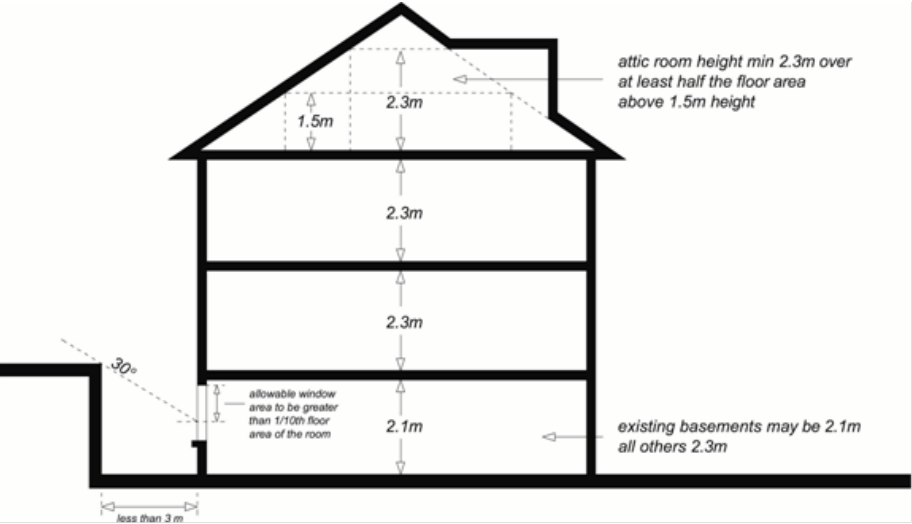 attic room height min 2.3m over
at least half the floor area
above 1.5m height
2.3m
1.5m
2.3m
2.3m
30°
allowable window
area to be greater
than 1/10th floor
area of the room
2.1m
existing basements may be 2.1m
all others 2.3m
less than 3 m